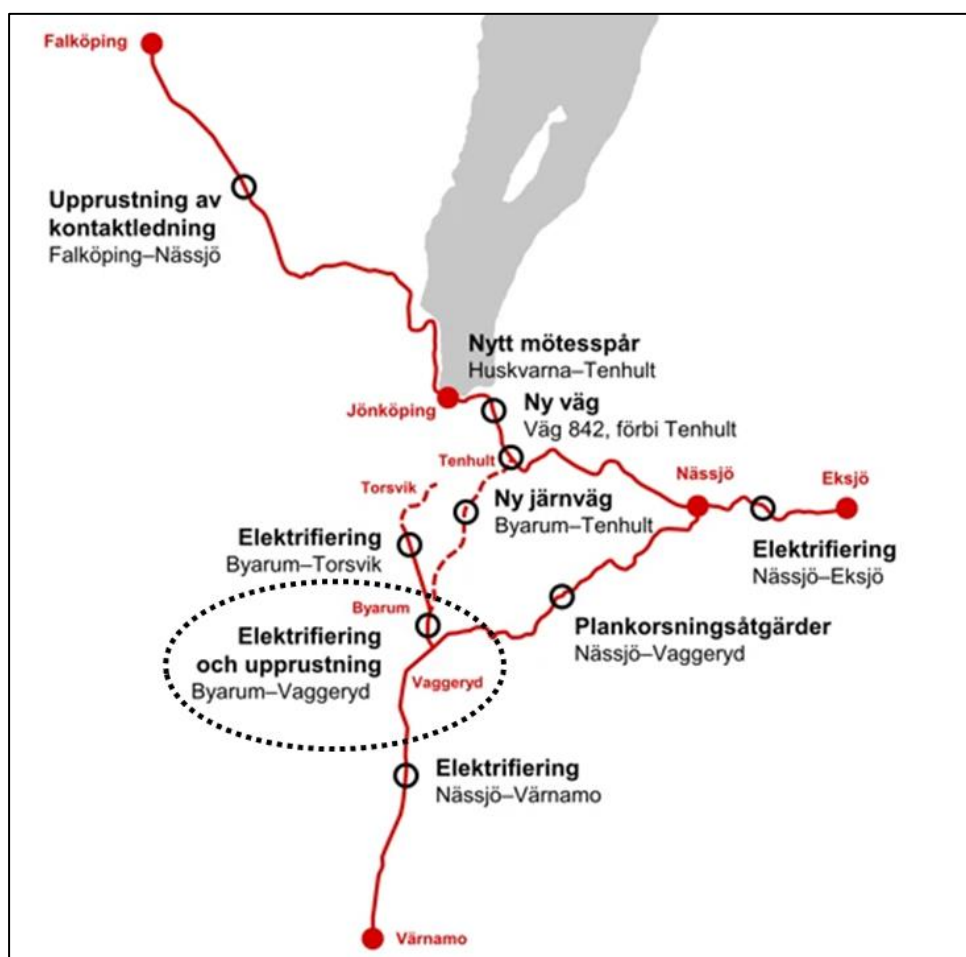 Falköping
Upprustning av
kontaktledning
Falköping–Nässjö
Nytt mötesspår
Huskvarna–Tenhult
Jönköping
Ny väg
Väg 842, förbi Tenhult
Tenhult
Torsvik
Nässjö
Eksjö
Ny järnväg
Byarum–Tenhult
Elektrifiering
Byarum–Torsvik
Elektrifiering
Nässjö–Eksjö
Byarum
Plankorsningsåtgärder
Nässjö–Vaggeryd
Elektrifiering
och upprustning
Byarum–Vaggeryd
Vaggeryd
Elektrifiering
Nässjö–Värnamo
Värnamo